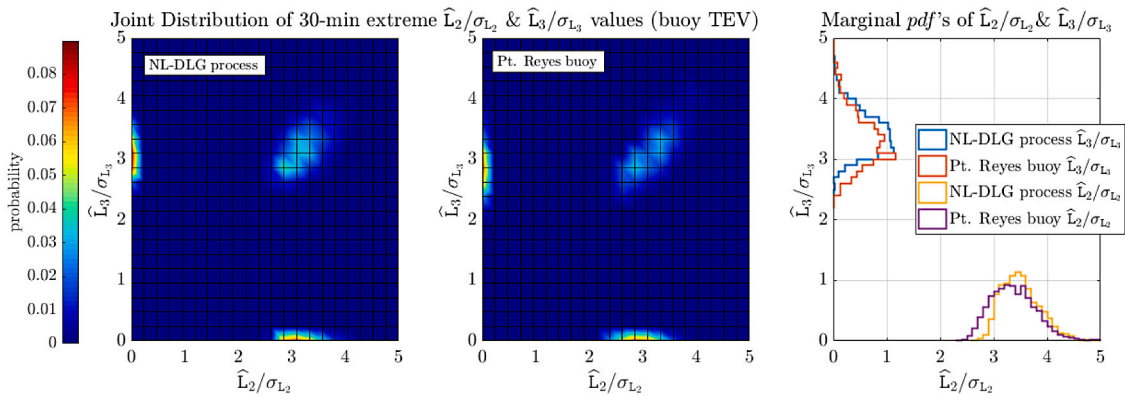 Joint Distribution of 30-min extreme L̂₂/σ_L₂ & L̂₃/σ_L₃ values (buoy TEV)
Marginal pdf's of L̂₂/σ_L₂ & L̂₃/σ_L₃
probability
0.08
0.07
0.06
0.05
0.04
0.03
0.02
0.01
0
NL-DLG process
L̂₃/σ_L₃
5
4
3
2
1
0
0 1 2 3 4 5
L̂₂/σ_L₂
Pt. Reyes buoy
L̂₃/σ_L₃
5
4
3
2
1
0
0 1 2 3 4 5
L̂₂/σ_L₂
L̂₃/σ_L₃
5
4
3
2
1
0
0 1 2 3 4 5
L̂₂/σ_L₂
NL-DLG process L̂₃/σ_L₃
Pt. Reyes buoy L̂₃/σ_L₃
NL-DLG process L̂₂/σ_L₂
Pt. Reyes buoy L̂₂/σ_L₂